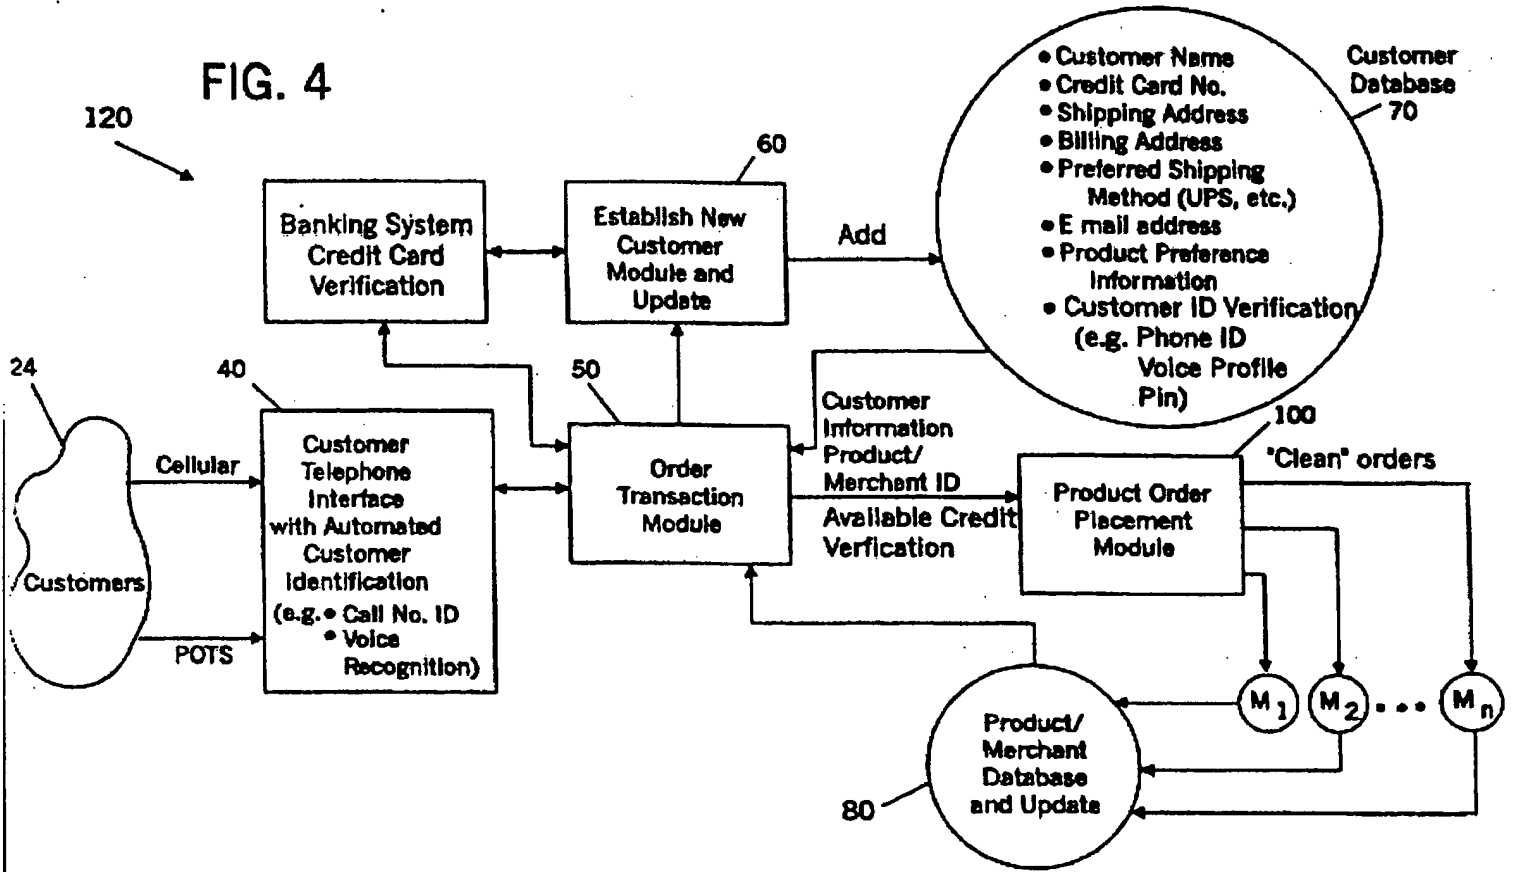 FIG. 4
120
Customer
Database
70
• Customer Name
• Credit Card No.
• Shipping Address
• Billing Address
• Preferred Shipping
Method (UPS, etc.)
• E mail address
• Product Preference
Information
• Customer ID Verification
(e.g. Phone ID
Voice Profile
Pin)
60
Banking System
Credit Card
Verification
Establish New
Customer
Module and
Update
Add
24
40
50
Customers
Cellular
POTS
Customer
Telephone
Interface
with Automated
Customer
Identification
(e.g. • Call No. ID
• Voice
Recognition)
Order
Transaction
Module
Customer
Information
Product/
Merchant ID
Available Credit
Verfication
100
Product Order
Placement
Module
"Clean" orders
M1
M2
• • •
Mn
Product/
Merchant
Database
and Update
80